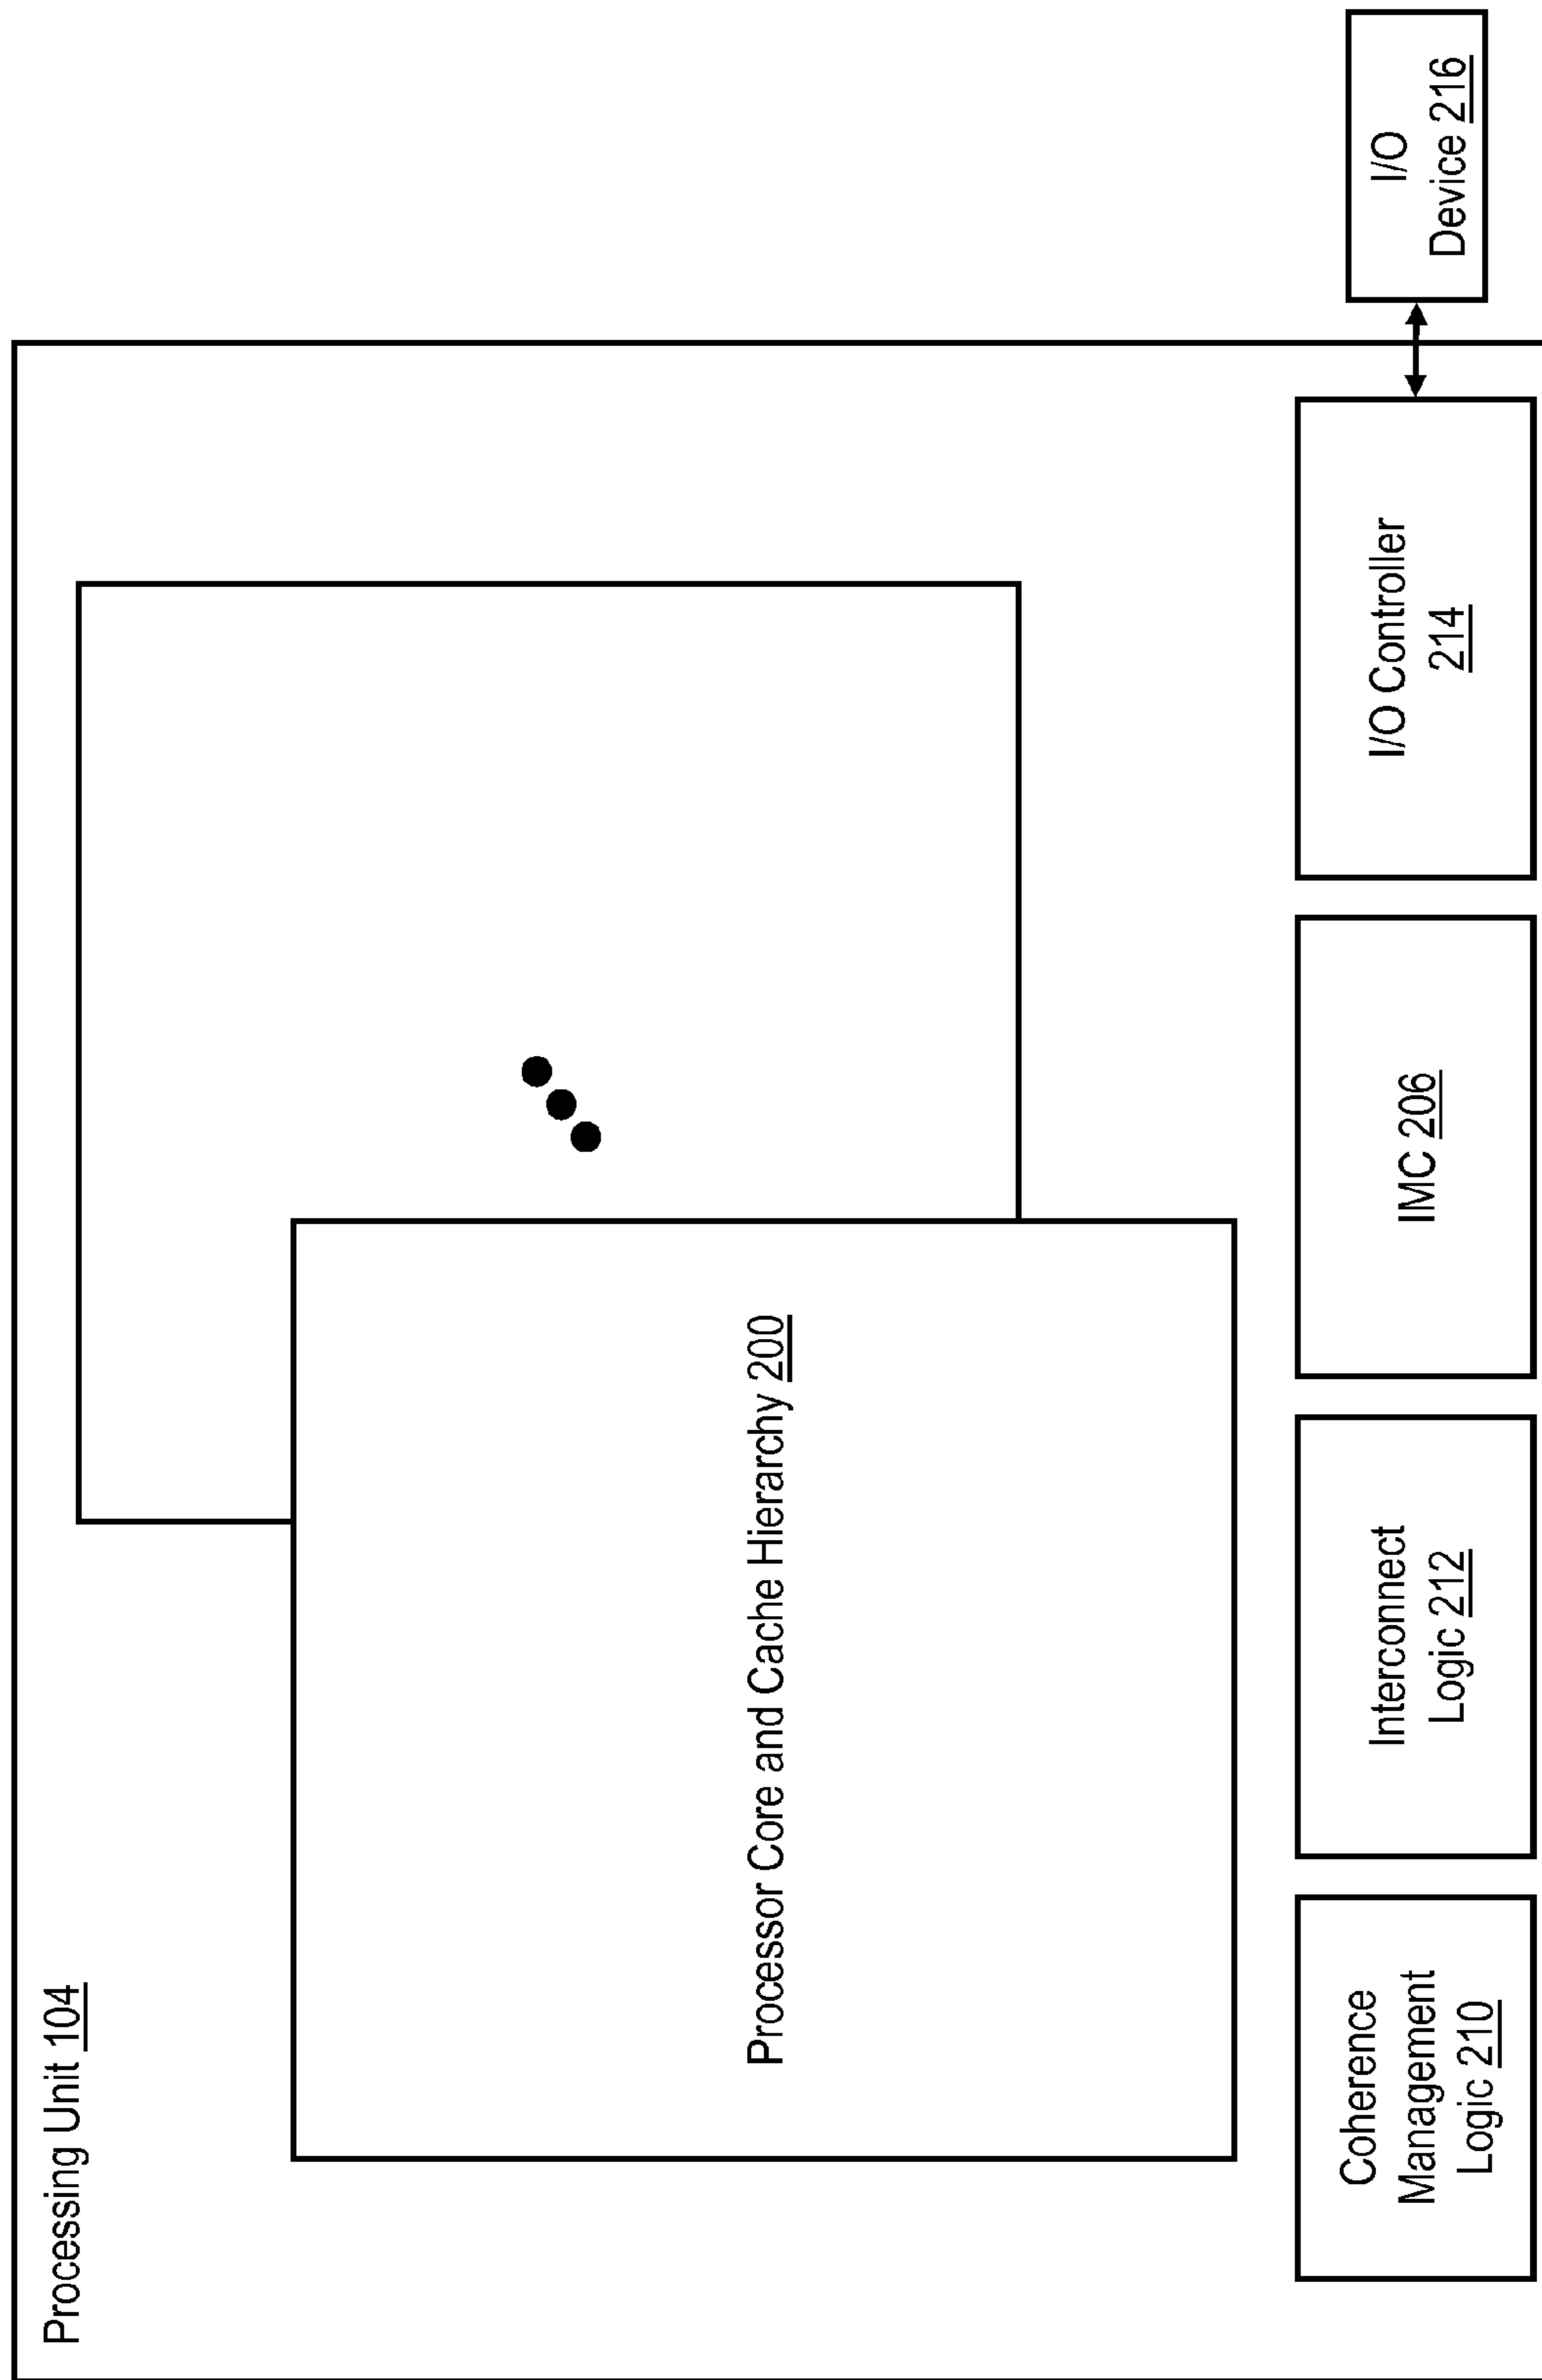 Processing Unit 104
Processor Core and Cache Hierarchy 200
Coherence
Management
Logic 210
Interconnect
Logic 212
IMC 206
I/O Controller
214
I/O
Device 216